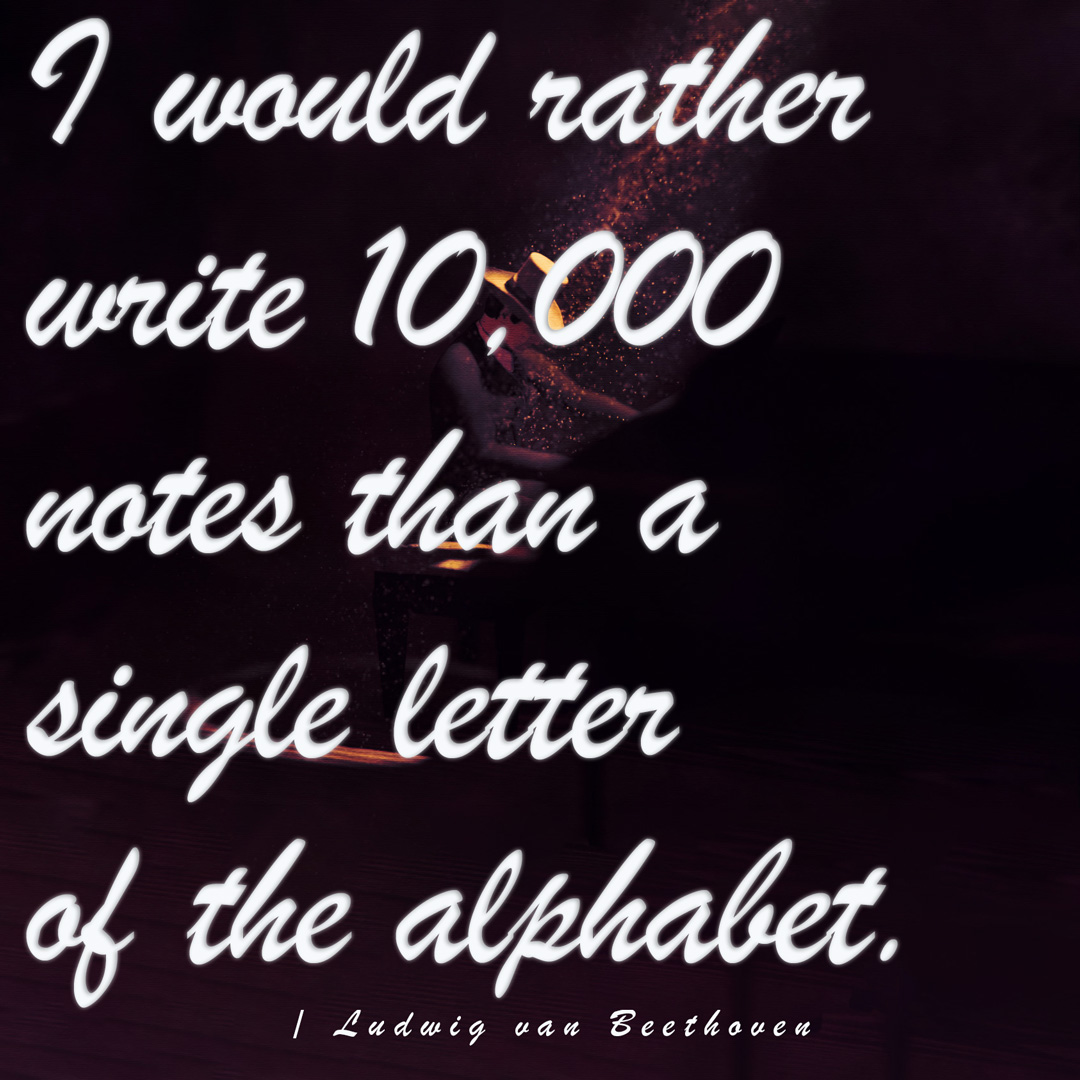 I would rather
write 10,000
notes than a
single letter
of the alphabet.
| Ludwig van Beethoven